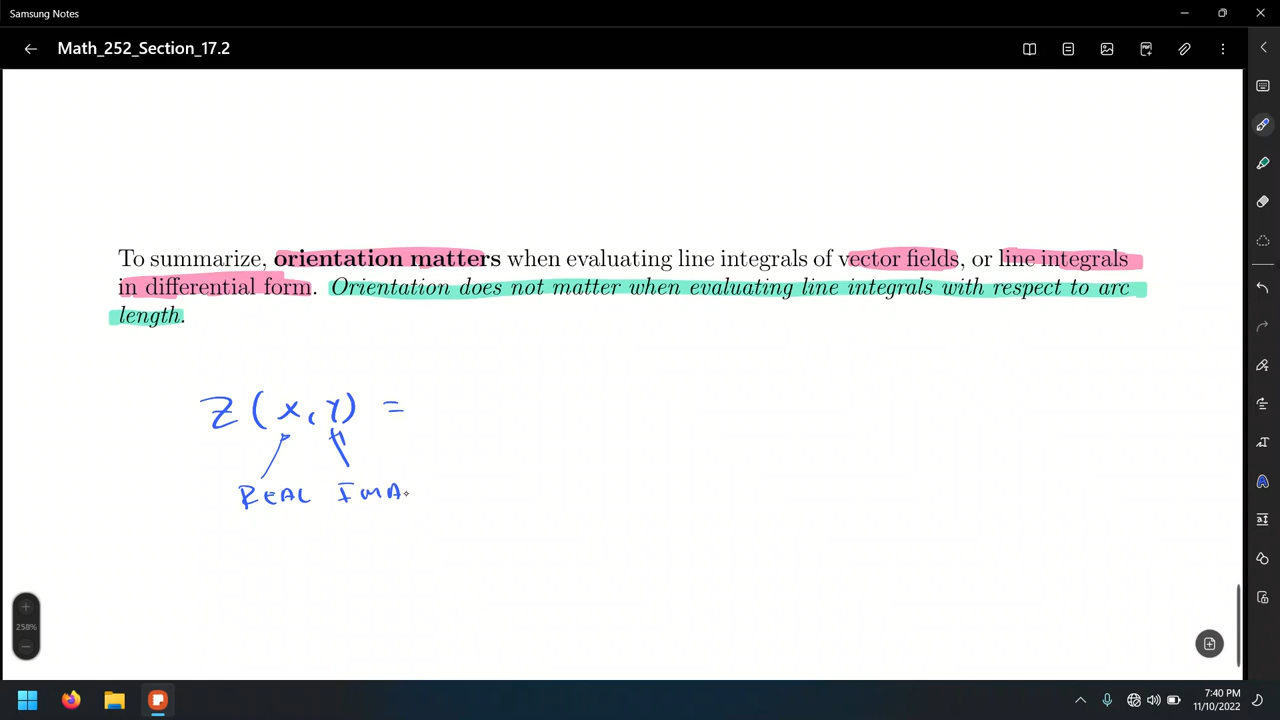 Samsung Notes
Math_252_Section_17.2
To summarize, orientation matters when evaluating line integrals of vector fields, or line integrals
in differential form. Orientation does not matter when evaluating line integrals with respect to arc
length.
Z(x,Y) =
REAL IMA
258%
7:40 PM
11/10/2022